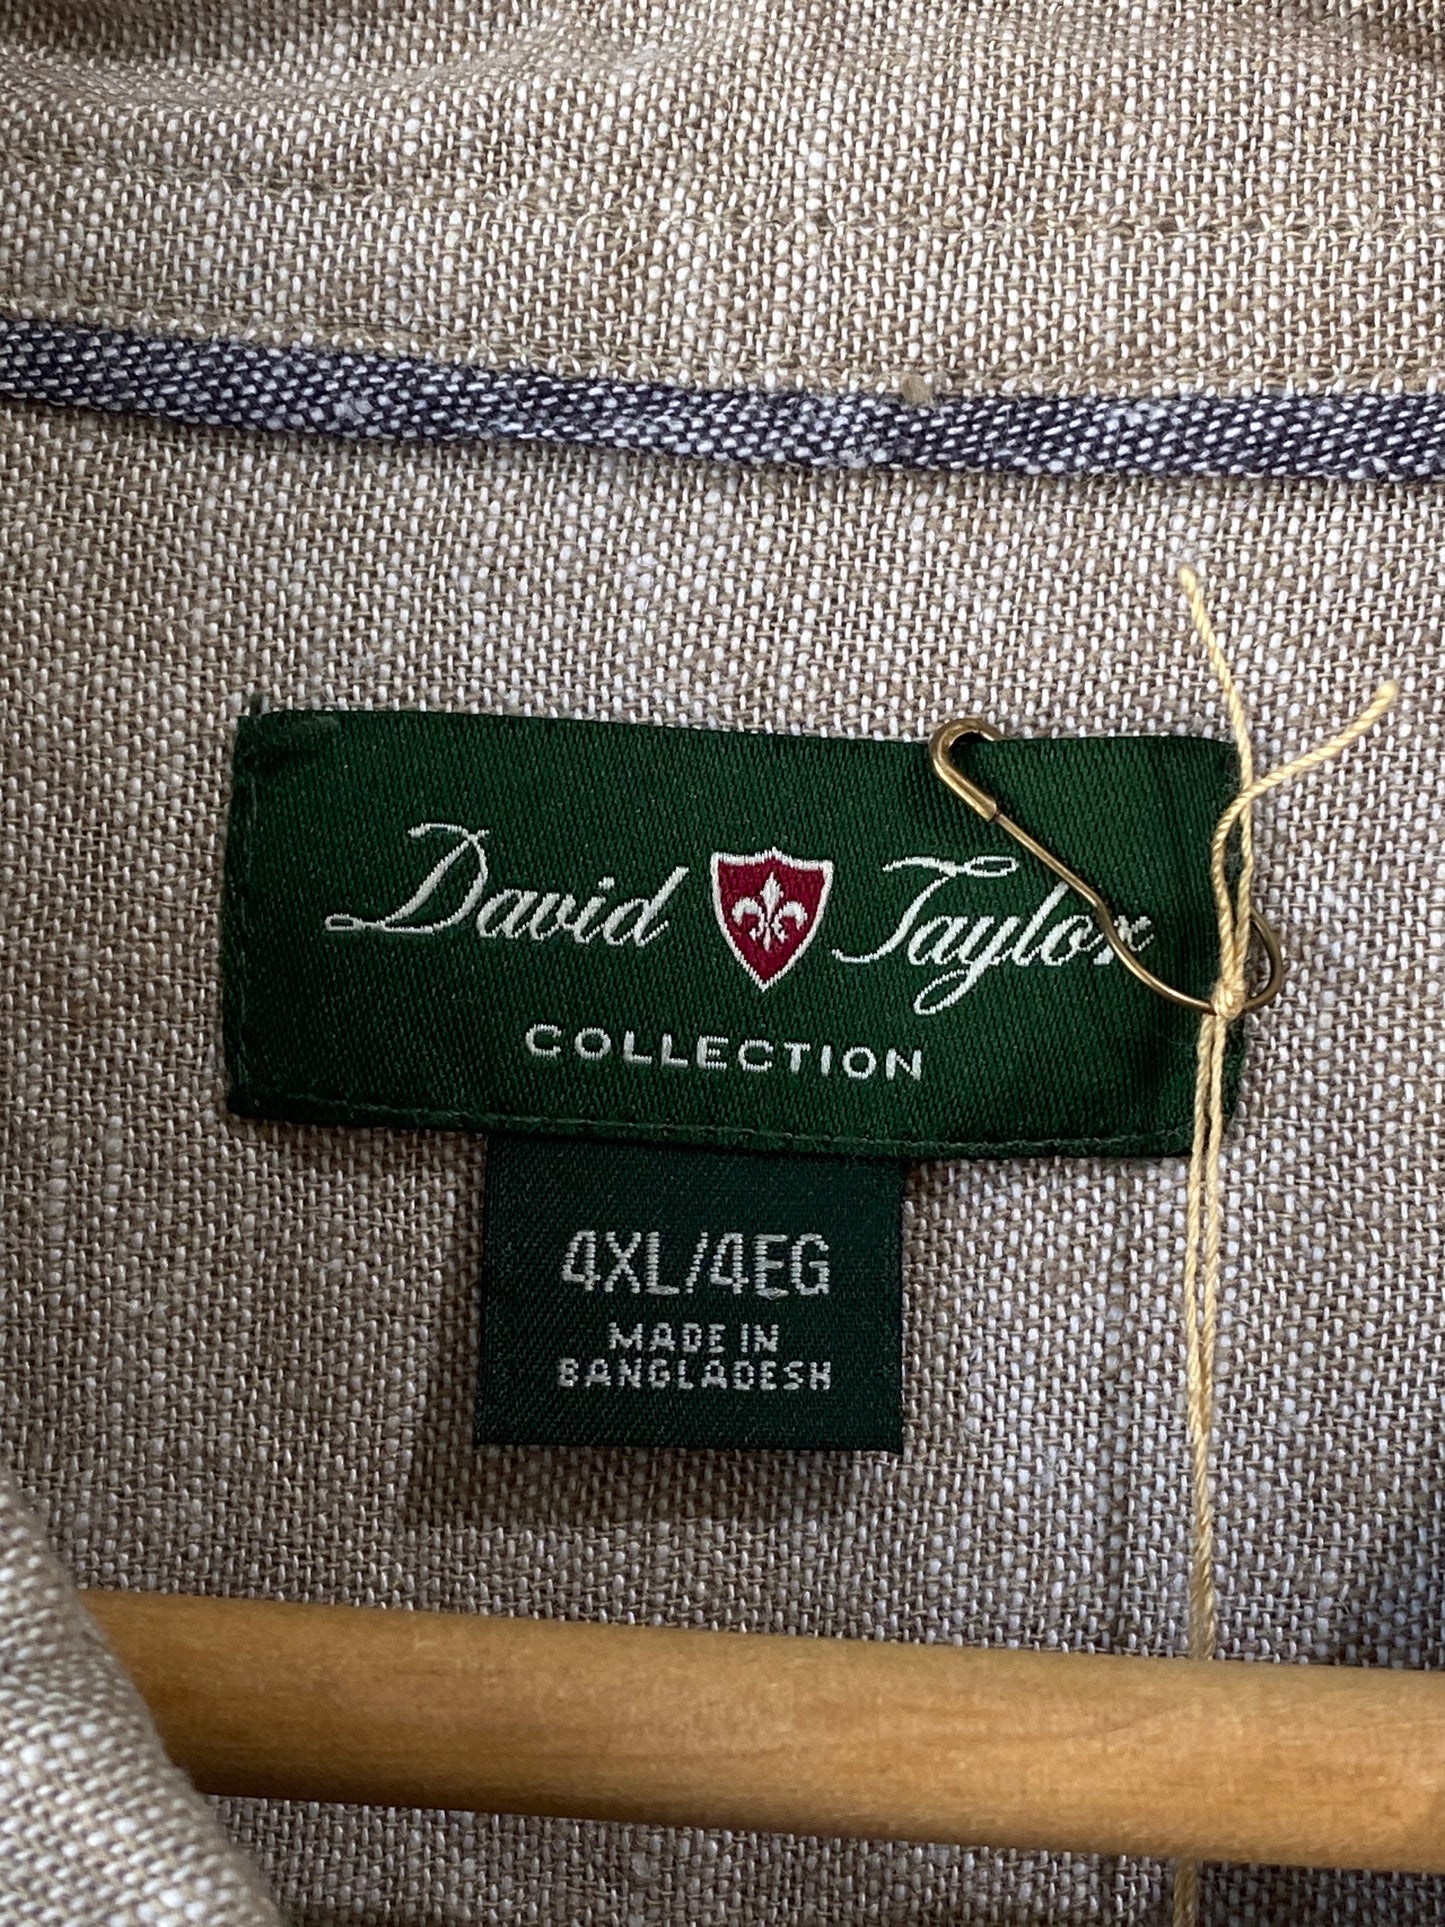 David Taylor
COLLECTION
4XL/4EG
MADE IN
BANGLADESH